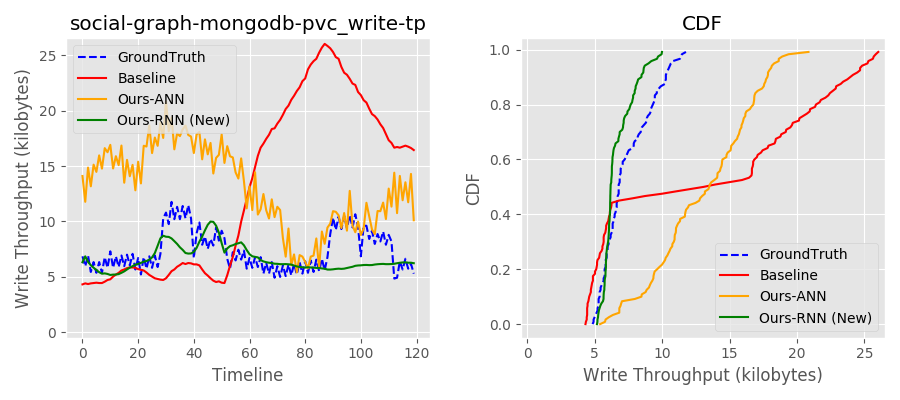 social-graph-mongodb-pvc_write-tp
GroundTruth
Baseline
Ours-ANN
Ours-RNN (New)
25
20
15
10
5
0
Write Throughput (kilobytes)
0 20 40 60 80 100 120
Timeline
CDF
1.0
0.8
0.6
0.4
0.2
0.0
CDF
GroundTruth
Baseline
Ours-ANN
Ours-RNN (New)
0 5 10 15 20 25
Write Throughput (kilobytes)